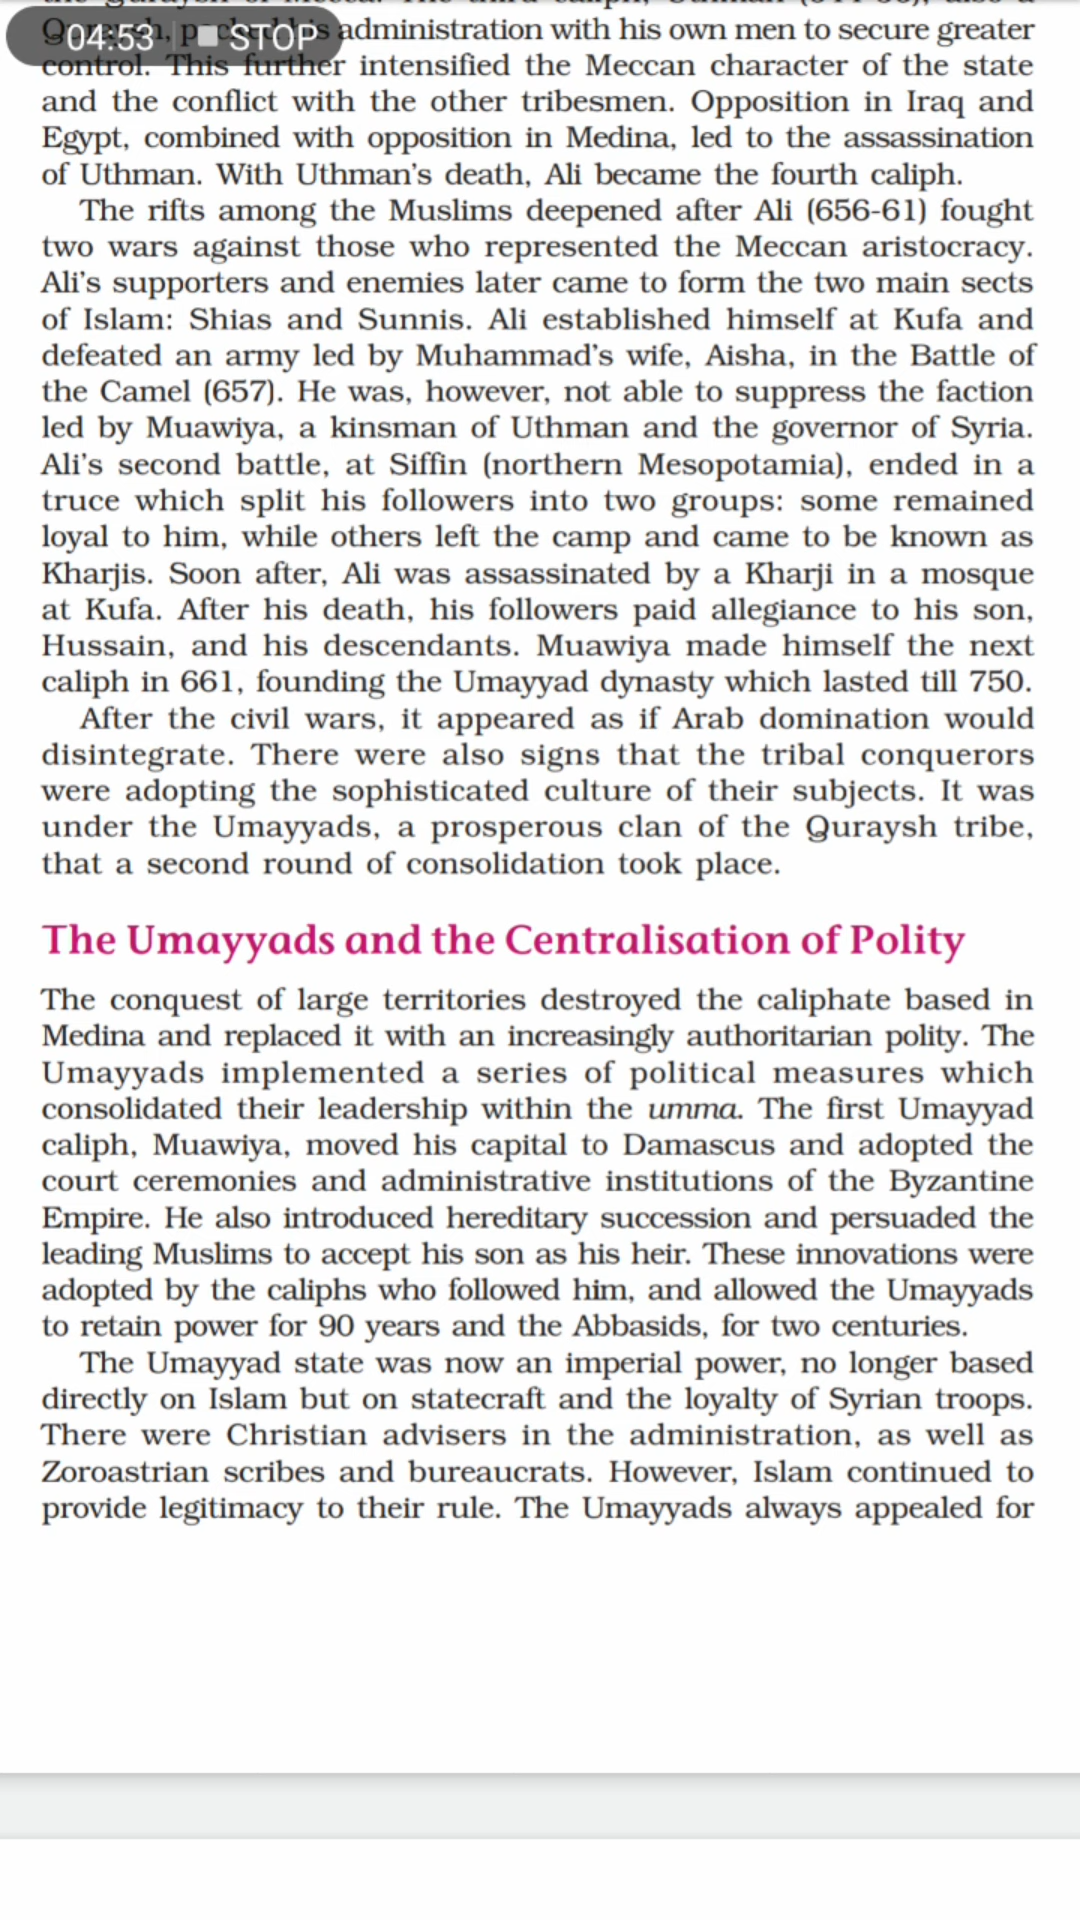 04:53 STOP
administration with his own men to secure greater
control. This further intensified the Meccan character of the state
and the conflict with the other tribesmen. Opposition in Iraq and
Egypt, combined with opposition in Medina, led to the assassination
of Uthman. With Uthman's death, Ali became the fourth caliph.
The rifts among the Muslims deepened after Ali (656-61) fought
two wars against those who represented the Meccan aristocracy.
Ali's supporters and enemies later came to form the two main sects
of Islam: Shias and Sunnis. Ali established himself at Kufa and
defeated an army led by Muhammad's wife, Aisha, in the Battle of
the Camel (657). He was, however, not able to suppress the faction
led by Muawiya, a kinsman of Uthman and the governor of Syria.
Ali's second battle, at Siffin (northern Mesopotamia), ended in a
truce which split his followers into two groups: some remained
loyal to him, while others left the camp and came to be known as
Kharjis. Soon after, Ali was assassinated by a Kharji in a mosque
at Kufa. After his death, his followers paid allegiance to his son,
Hussain, and his descendants. Muawiya made himself the next
caliph in 661, founding the Umayyad dynasty which lasted till 750.
After the civil wars, it appeared as if Arab domination would
disintegrate. There were also signs that the tribal conquerors
were adopting the sophisticated culture of their subjects. It was
under the Umayyads, a prosperous clan of the Quraysh tribe,
that a second round of consolidation took place.
The Umayyads and the Centralisation of Polity
The conquest of large territories destroyed the caliphate based in
Medina and replaced it with an increasingly authoritarian polity. The
Umayyads implemented a series of political measures which
consolidated their leadership within the umma. The first Umayyad
caliph, Muawiya, moved his capital to Damascus and adopted the
court ceremonies and administrative institutions of the Byzantine
Empire. He also introduced hereditary succession and persuaded the
leading Muslims to accept his son as his heir. These innovations were
adopted by the caliphs who followed him, and allowed the Umayyads
to retain power for 90 years and the Abbasids, for two centuries.
The Umayyad state was now an imperial power, no longer based
directly on Islam but on statecraft and the loyalty of Syrian troops.
There were Christian advisers in the administration, as well as
Zoroastrian scribes and bureaucrats. However, Islam continued to
provide legitimacy to their rule. The Umayyads always appealed for